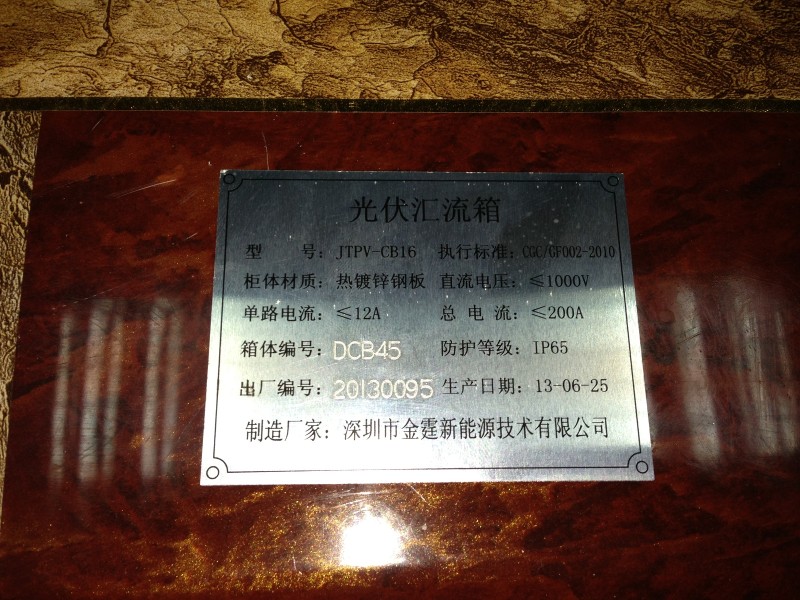 光伏汇流箱
型 号：JTPV-CB16 执行标准：CGC/GF002-2010
柜体材质：热镀锌钢板 直流电压：≤1000V
单路电流：≤12A 总 电 流：≤200A
箱体编号：DCB45 防护等级：IP65
出厂编号：20130095 生产日期：13-06-25
制造厂家：深圳市金霆新能源技术有限公司